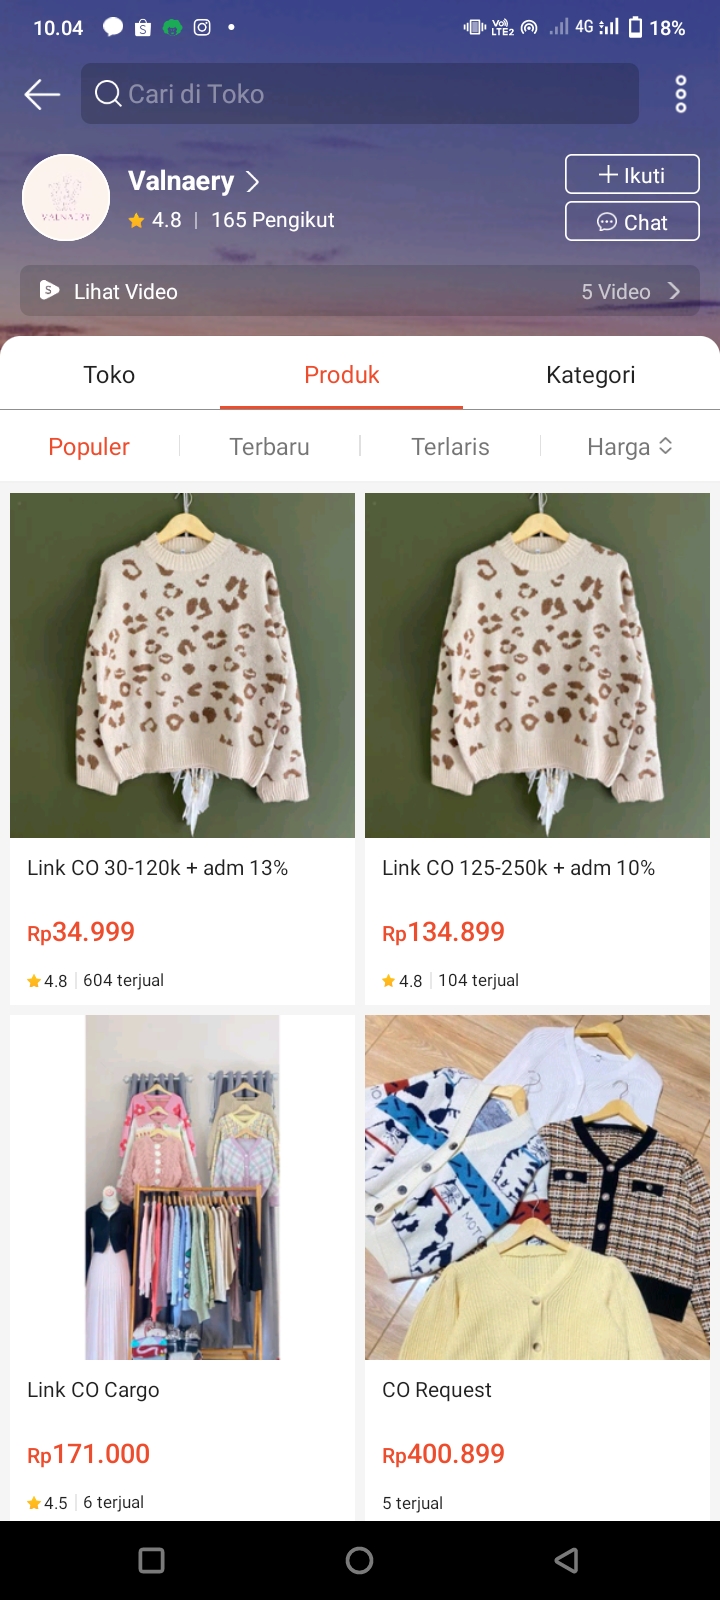 10.04 VoD LTE2 4G 18%
Cari di Toko
Valnaery
VALNAERY
4.8 | 165 Pengikut
Ikuti
Chat
Lihat Video
5 Video
Toko
Produk
Kategori
Populer
Terbaru
Terlaris
Harga
Link CO 30-120k + adm 13%
Link CO 125-250k + adm 10%
Rp34.999
Rp134.899
4.8 | 604 terjual
4.8 | 104 terjual
MOTO
Link CO Cargo
CO Request
Rp171.000
Rp400.899
4.5 | 6 terjual
5 terjual